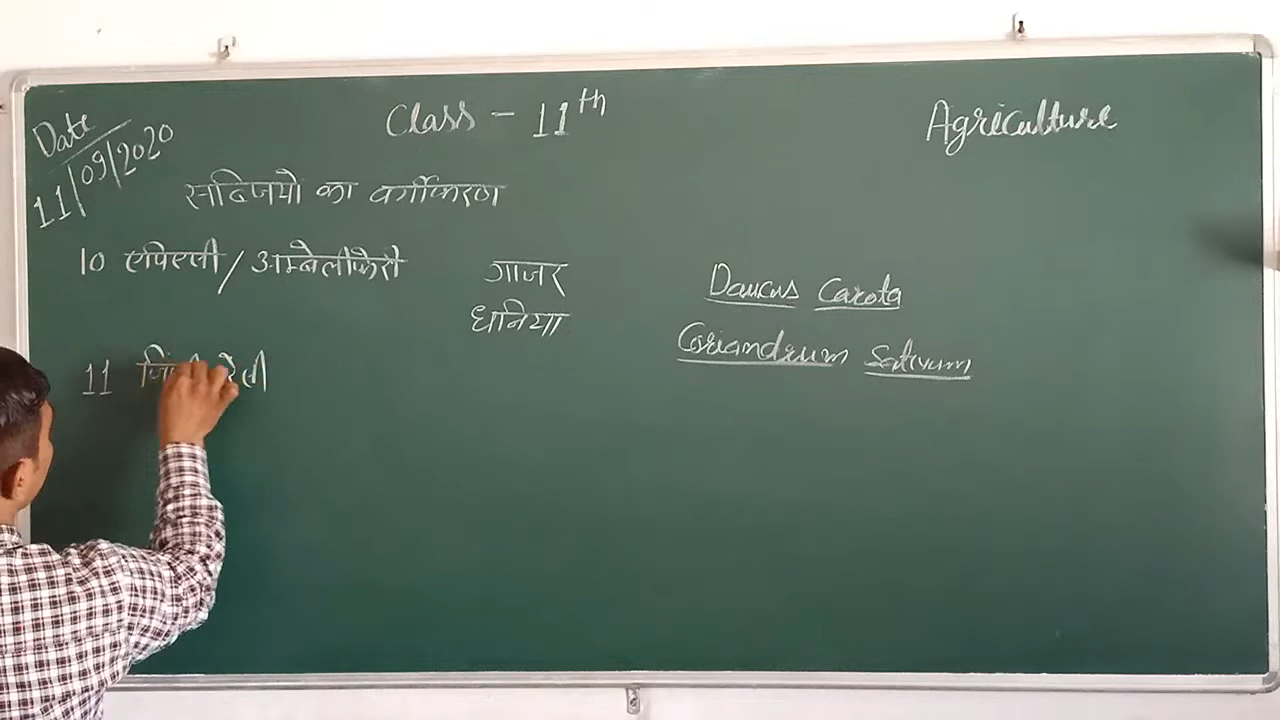 Date
11/09/2020
Class - 11th
Agriculture
सब्जियो का वर्गीकरण
10 एपिएसी / अम्बेलीफेरी गाजर Daucus Carota
धनिया Coriandrum Sativum
11